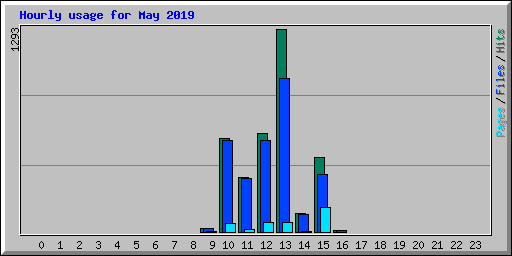 Hourly usage for May 2019
1293
Pages/Files/Hits
0 1 2 3 4 5 6 7 8 9 10 11 12 13 14 15 16 17 18 19 20 21 22 23